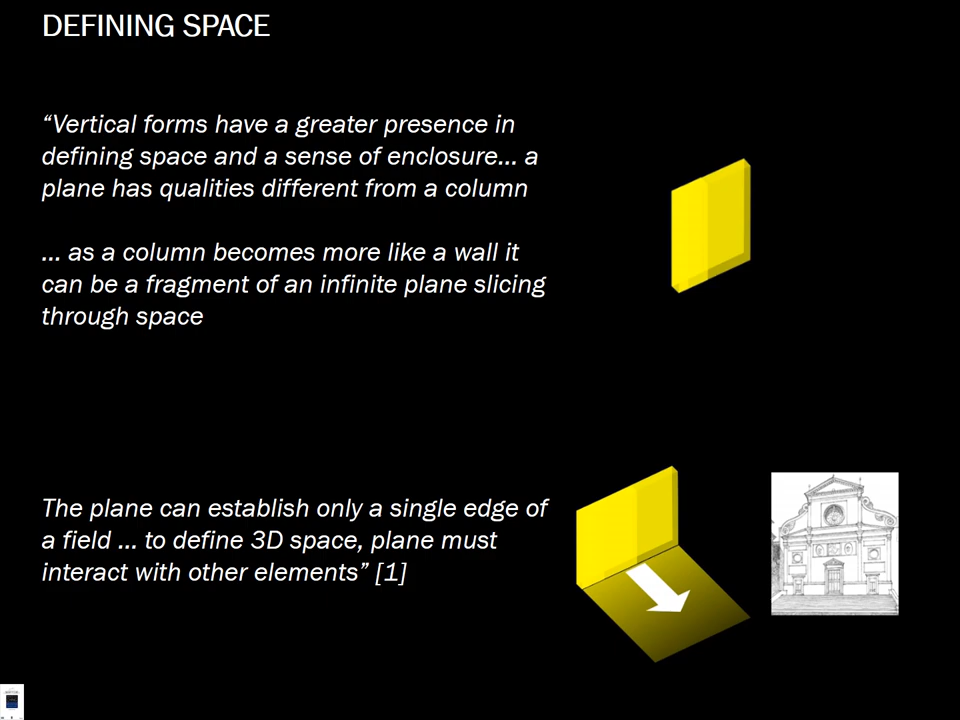 DEFINING SPACE
“Vertical forms have a greater presence in
defining space and a sense of enclosure… a
plane has qualities different from a column
… as a column becomes more like a wall it
can be a fragment of an infinite plane slicing
through space
The plane can establish only a single edge of
a field … to define 3D space, plane must
interact with other elements” [1]